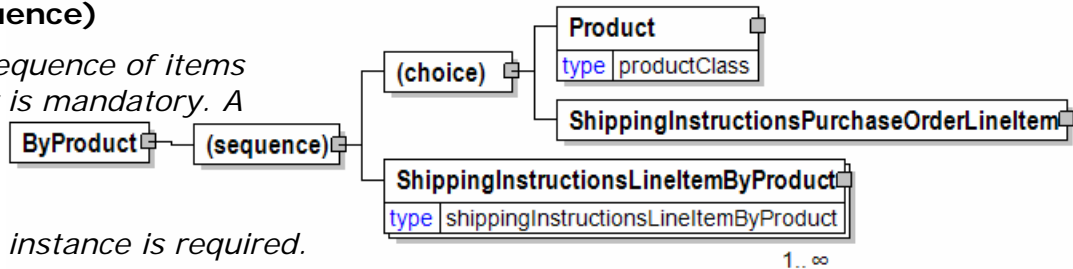 uence)
equence of items
is mandatory. A
instance is required.
ByProduct
(sequence)
(choice)
Product
type productClass
ShippingInstructionsPurchaseOrderLineItem
ShippingInstructionsLineItemByProduct
type shippingInstructionsLineItemByProduct
1.. ∞